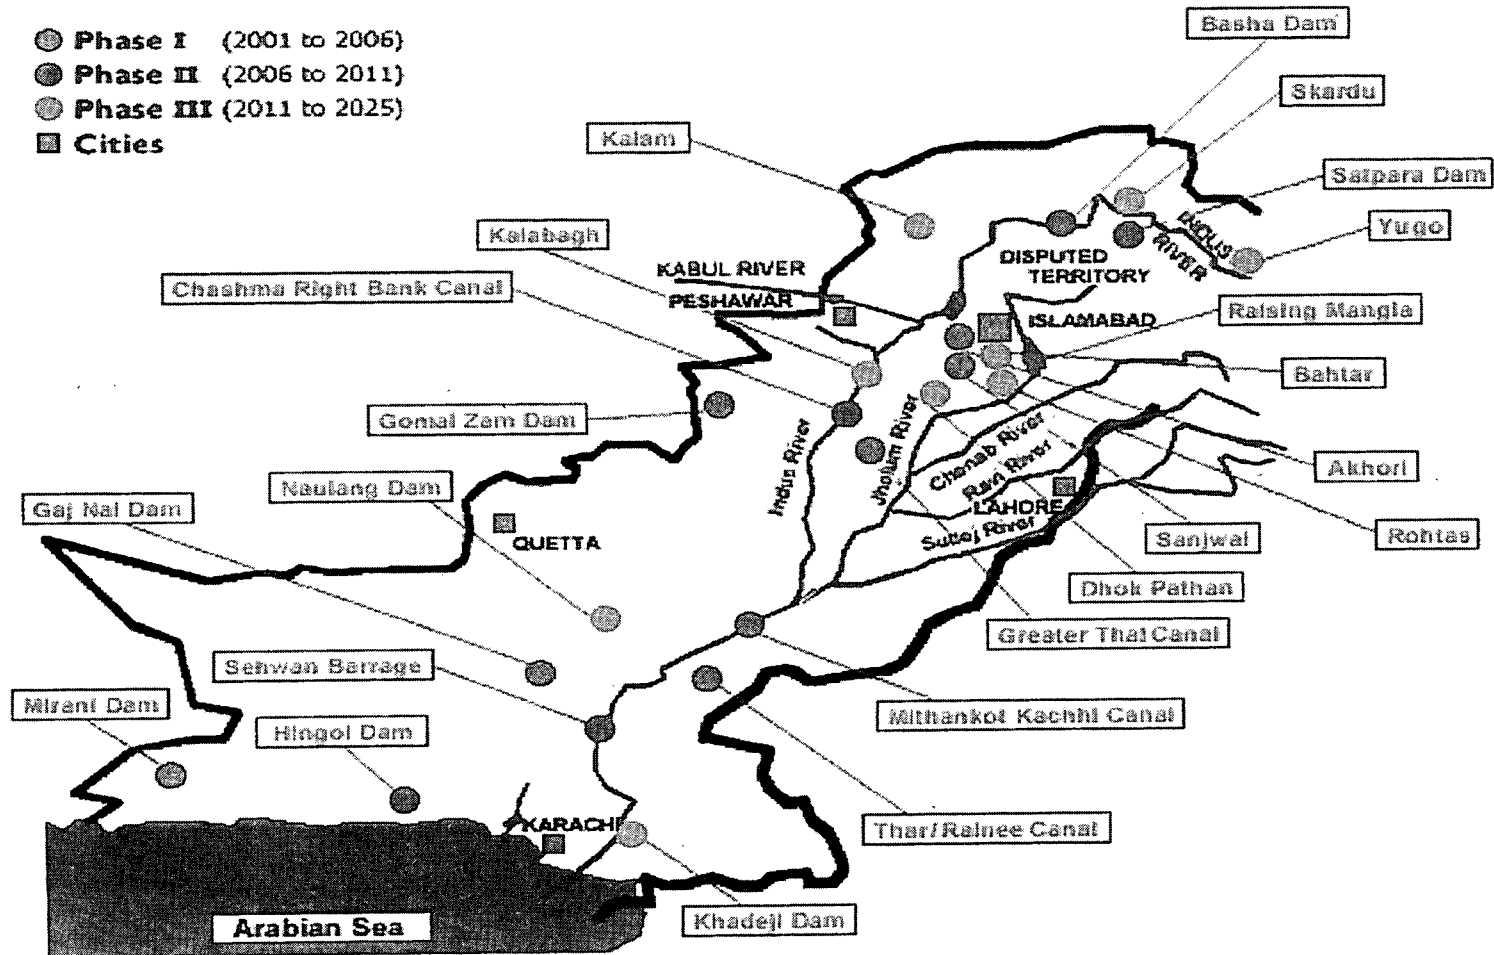 Phase I (2001 to 2006)
Phase II (2006 to 2011)
Phase III (2011 to 2025)
Cities
Basha Dam
Skardu
Kalam
Satpara Dam
Yugo
INDUS
RIVER
Kalabagh
DISPUTED
TERRITORY
KABUL RIVER
Chashma Right Bank Canal
PESHAWAR
Raising Mangla
ISLAMABAD
Bahtar
Gomal Zam Dam
Indus River
Jhelum River
Chenab River
Ravi River
Akhori
Naulang Dam
Gaj Nai Dam
LAHORE
QUETTA
Sutlej River
Sanjwal
Rohtas
Dhok Pathan
Greater Thal Canal
Sehwan Barrage
Mirani Dam
Hingol Dam
Mithankot Kachhi Canal
KARACHI
Thar/Rainee Canal
Arabian Sea
Khadeji Dam